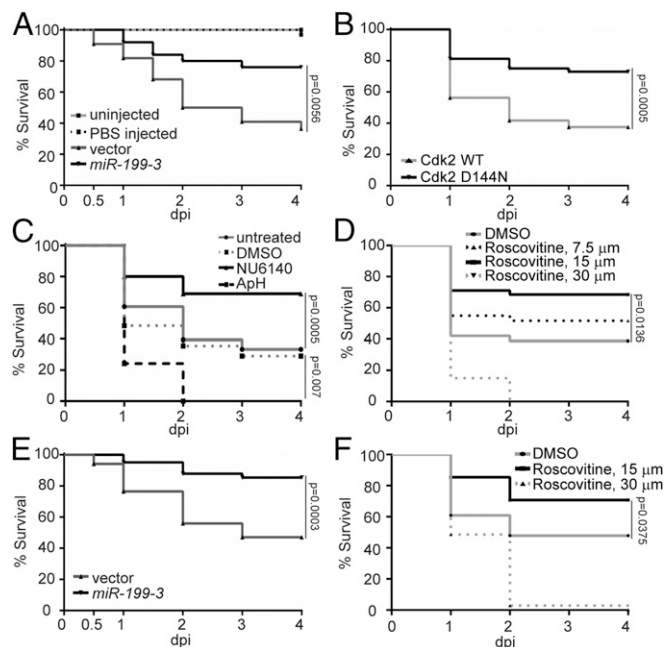 A
% Survival
100
80
60
40
20
0
uninjected
PBS injected
vector
miR-199-3
p=0.0056
0 0.5 1 2 3 4
dpi
B
% Survival
100
80
60
40
20
0
Cdk2 WT
Cdk2 D144N
p=0.0005
0 1 2 3 4
dpi
C
% Survival
100
80
60
40
20
0
untreated
DMSO
NU6140
ApH
p=0.0005
p=0.007
0 1 2 3 4
dpi
D
% Survival
100
80
60
40
20
0
DMSO
Roscovitine, 7.5 μm
Roscovitine, 15 μm
Roscovitine, 30 μm
p=0.0136
0 1 2 3 4
dpi
E
% Survival
100
80
60
40
20
0
vector
miR-199-3
p=0.0003
0 0.5 1 2 3 4
dpi
F
% Survival
100
80
60
40
20
0
DMSO
Roscovitine, 15 μm
Roscovitine, 30 μm
p=0.0375
0 1 2 3 4
dpi